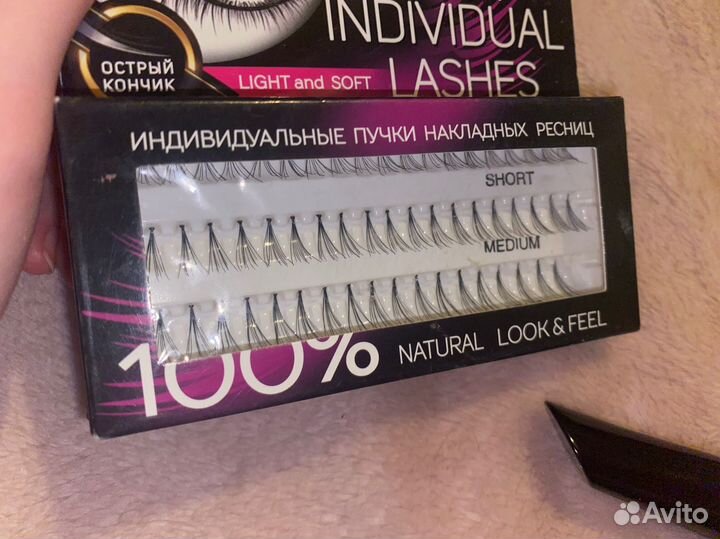 INDIVIDUAL
LASHES
ОСТРЫЙ
КОНЧИК
LIGHT and SOFT
ИНДИВИДУАЛЬНЫЕ ПУЧКИ НАКЛАДНЫХ РЕСНИЦ
SHORT
MEDIUM
100%
NATURAL LOOK & FEEL
Avito